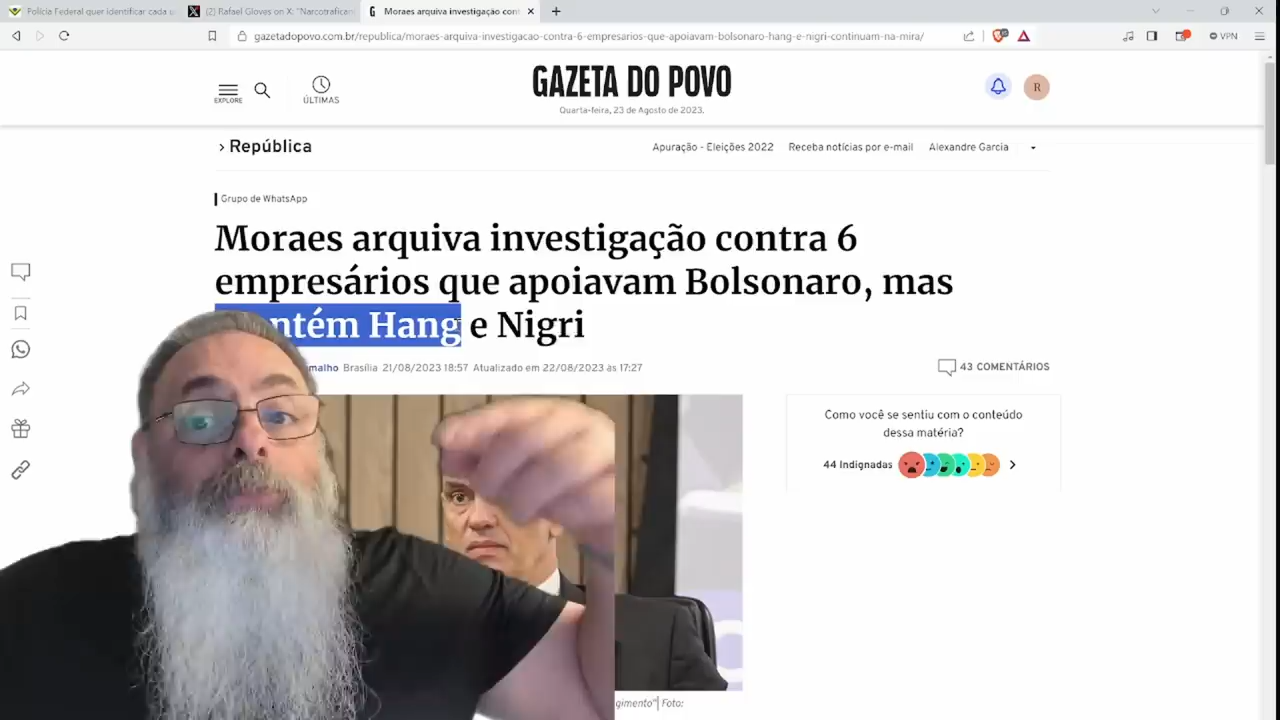 Polícia Federal quer identificar cada u
(2) Rafael Gloves on X: "Narcotrafican
Moraes arquiva investigação cont
gazetadopovo.com.br/republica/moraes-arquiva-investigacao-contra-6-empresarios-que-apoiavam-bolsonaro-hang-e-nigri-continuam-na-mira/
VPN
EXPLORE
ÚLTIMAS
GAZETA DO POVO
Quarta-feira, 23 de Agosto de 2023.
R
República
Apuração - Eleições 2022 Receba notícias por e-mail Alexandre Garcia
Grupo de WhatsApp
Moraes arquiva investigação contra 6
empresários que apoiavam Bolsonaro, mas
ntém Hang e Nigri
malho Brasília 21/08/2023 18:57 Atualizado em 22/08/2023 às 17:27
43 COMENTÁRIOS
Como você se sentiu com o conteúdo
dessa matéria?
44 Indignadas
gimento"| Foto: